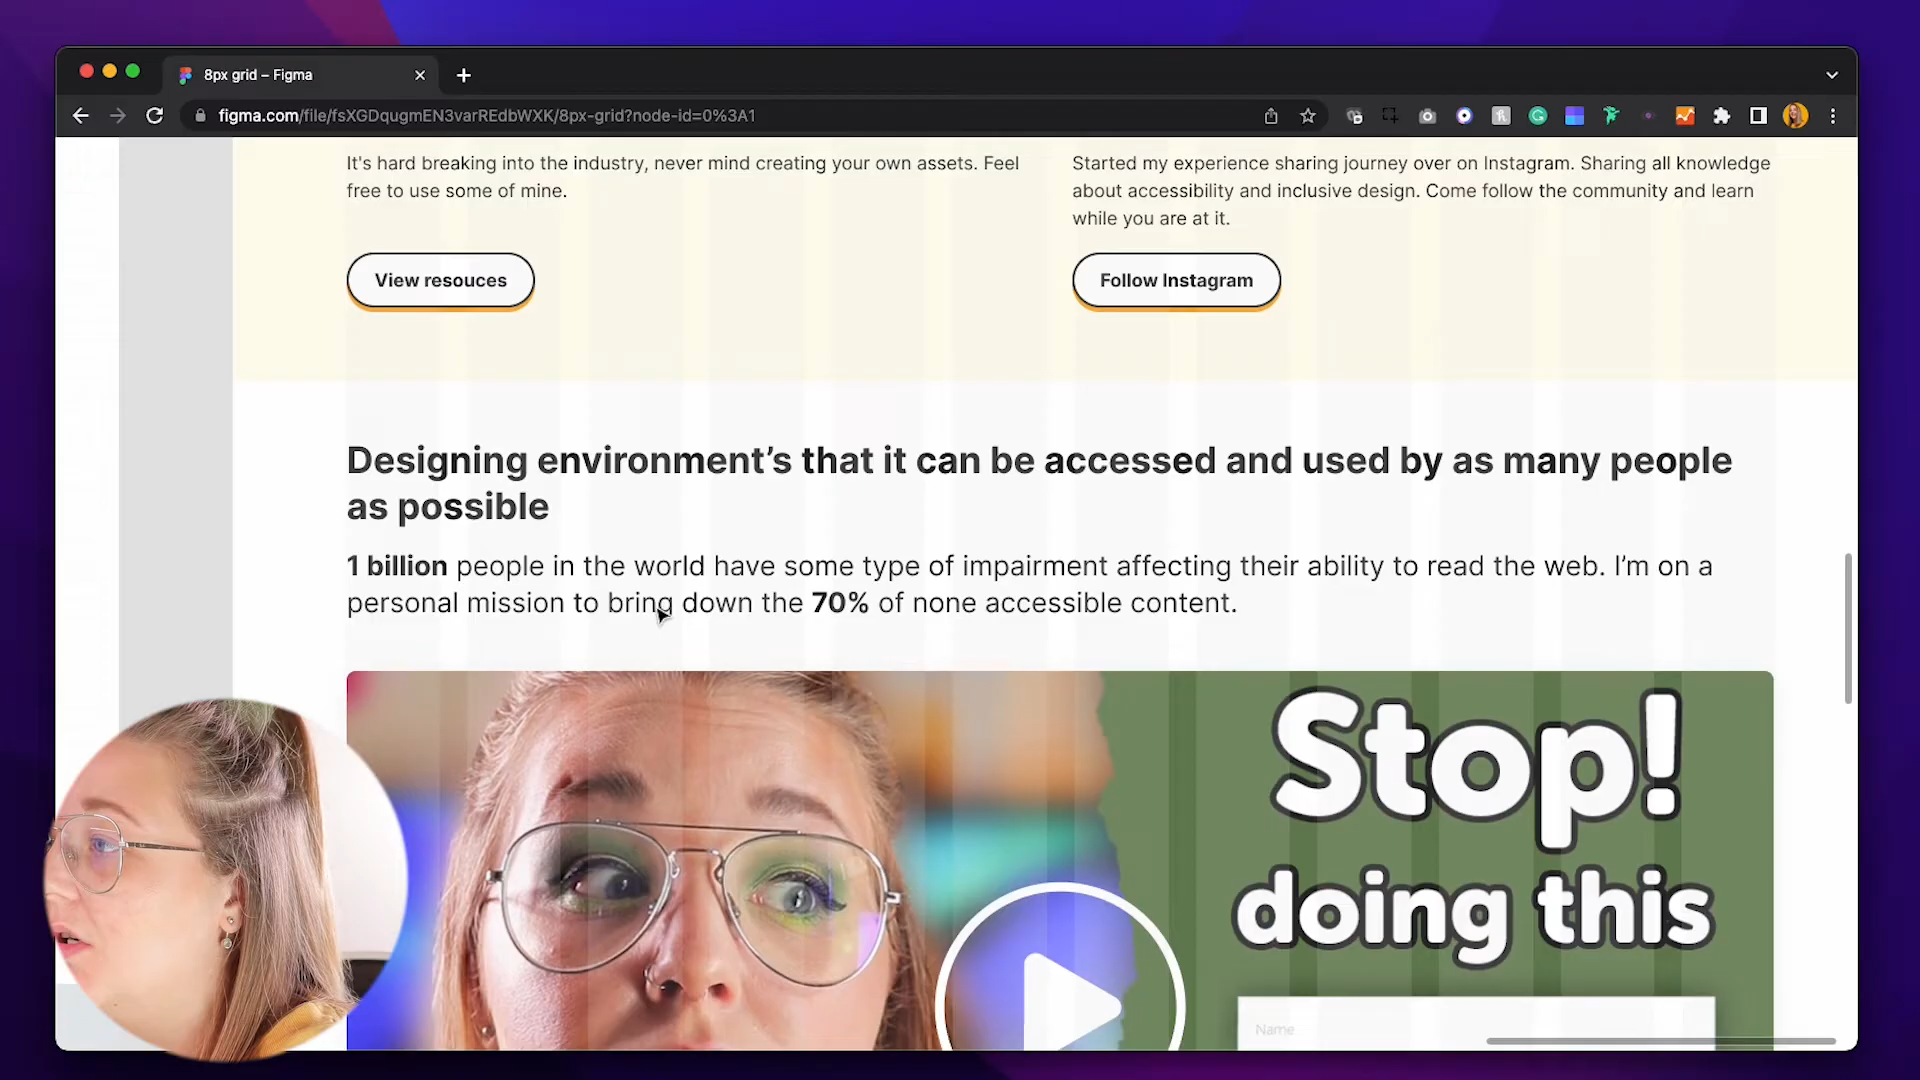 8px grid – Figma
figma.com/file/fsXGDqugmEN3varREdbWXK/8px-grid?node-id=0%3A1
It's hard breaking into the industry, never mind creating your own assets. Feel
free to use some of mine.
View resouces
Started my experience sharing journey over on Instagram. Sharing all knowledge
about accessibility and inclusive design. Come follow the community and learn
while you are at it.
Follow Instagram
Designing environment’s that it can be accessed and used by as many people
as possible
1 billion people in the world have some type of impairment affecting their ability to read the web. I’m on a
personal mission to bring down the 70% of none accessible content.
Stop!
doing this
Name